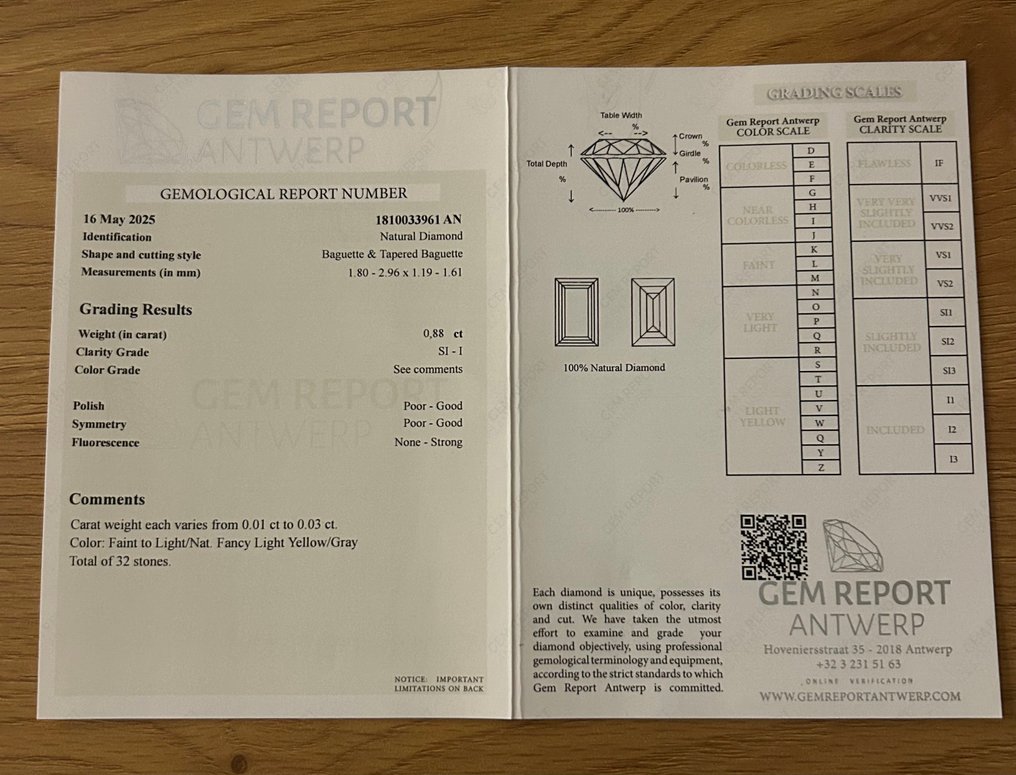 GEM REPORT
ANTWERP
GEMOLOGICAL REPORT NUMBER
16 May 2025 1810033961 AN
Identification Natural Diamond
Shape and cutting style Baguette & Tapered Baguette
Measurements (in mm) 1.80 - 2.96 x 1.19 - 1.61
Grading Results
Weight (in carat) 0,88 ct
Clarity Grade SI - I
Color Grade See comments
GEM REPORT
ANTWERP
Polish Poor - Good
Symmetry Poor - Good
Fluorescence None - Strong
Comments
Carat weight each varies from 0.01 ct to 0.03 ct.
Color: Faint to Light/Nat. Fancy Light Yellow/Gray
Total of 32 stones.
NOTICE: IMPORTANT
LIMITATIONS ON BACK
Table Width
%
Crown
%
Girdle
%
Pavilion
%
Total Depth
%
100%
100% Natural Diamond
Each diamond is unique, possesses its
own distinct qualities of color, clarity
and cut. We have taken the utmost
effort to examine and grade your
diamond objectively, using professional
gemological terminology and equipment,
according to the strict standards to which
Gem Report Antwerp is committed.
GRADING SCALES
Gem Report Antwerp
COLOR SCALE
COLORLESS
D
E
F
NEAR
COLORLESS
G
H
I
J
FAINT
K
L
M
VERY
LIGHT
N
O
P
Q
R
LIGHT
YELLOW
S
T
U
V
W
Q
Y
Z
Gem Report Antwerp
CLARITY SCALE
FLAWLESS
IF
VERY VERY
SLIGHTLY
INCLUDED
VVS1
VVS2
VERY
SLIGHTLY
INCLUDED
VS1
VS2
SLIGHTLY
INCLUDED
SI1
SI2
SI3
INCLUDED
I1
I2
I3
GEM REPORT
ANTWERP
Hoveniersstraat 35 - 2018 Antwerp
+32 3 231 51 63
ONLINE VERIFICATION
WWW.GEMREPORTANTWERP.COM